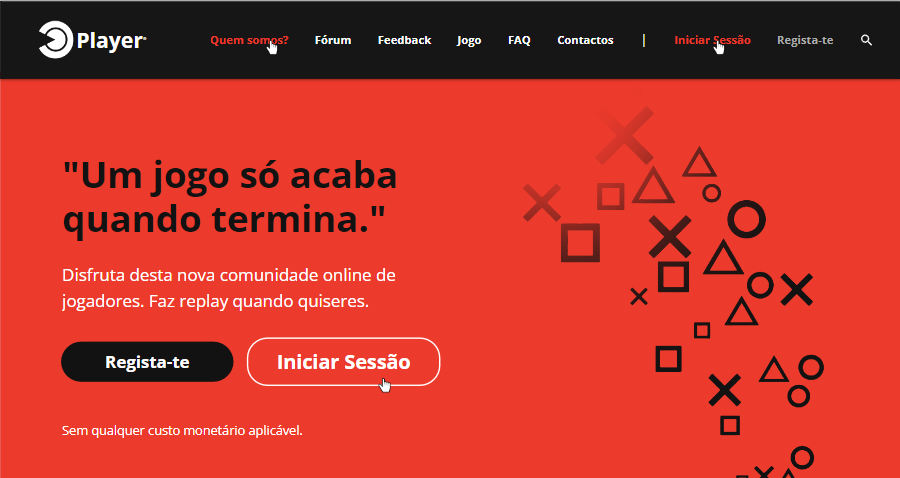 Player
Quem somos?
Fórum
Feedback
Jogo
FAQ
Contactos
|
Iniciar Sessão
Regista-te
"Um jogo só acaba
quando termina."
Disfruta desta nova comunidade online de
jogadores. Faz replay quando quiseres.
Regista-te
Iniciar Sessão
Sem qualquer custo monetário aplicável.